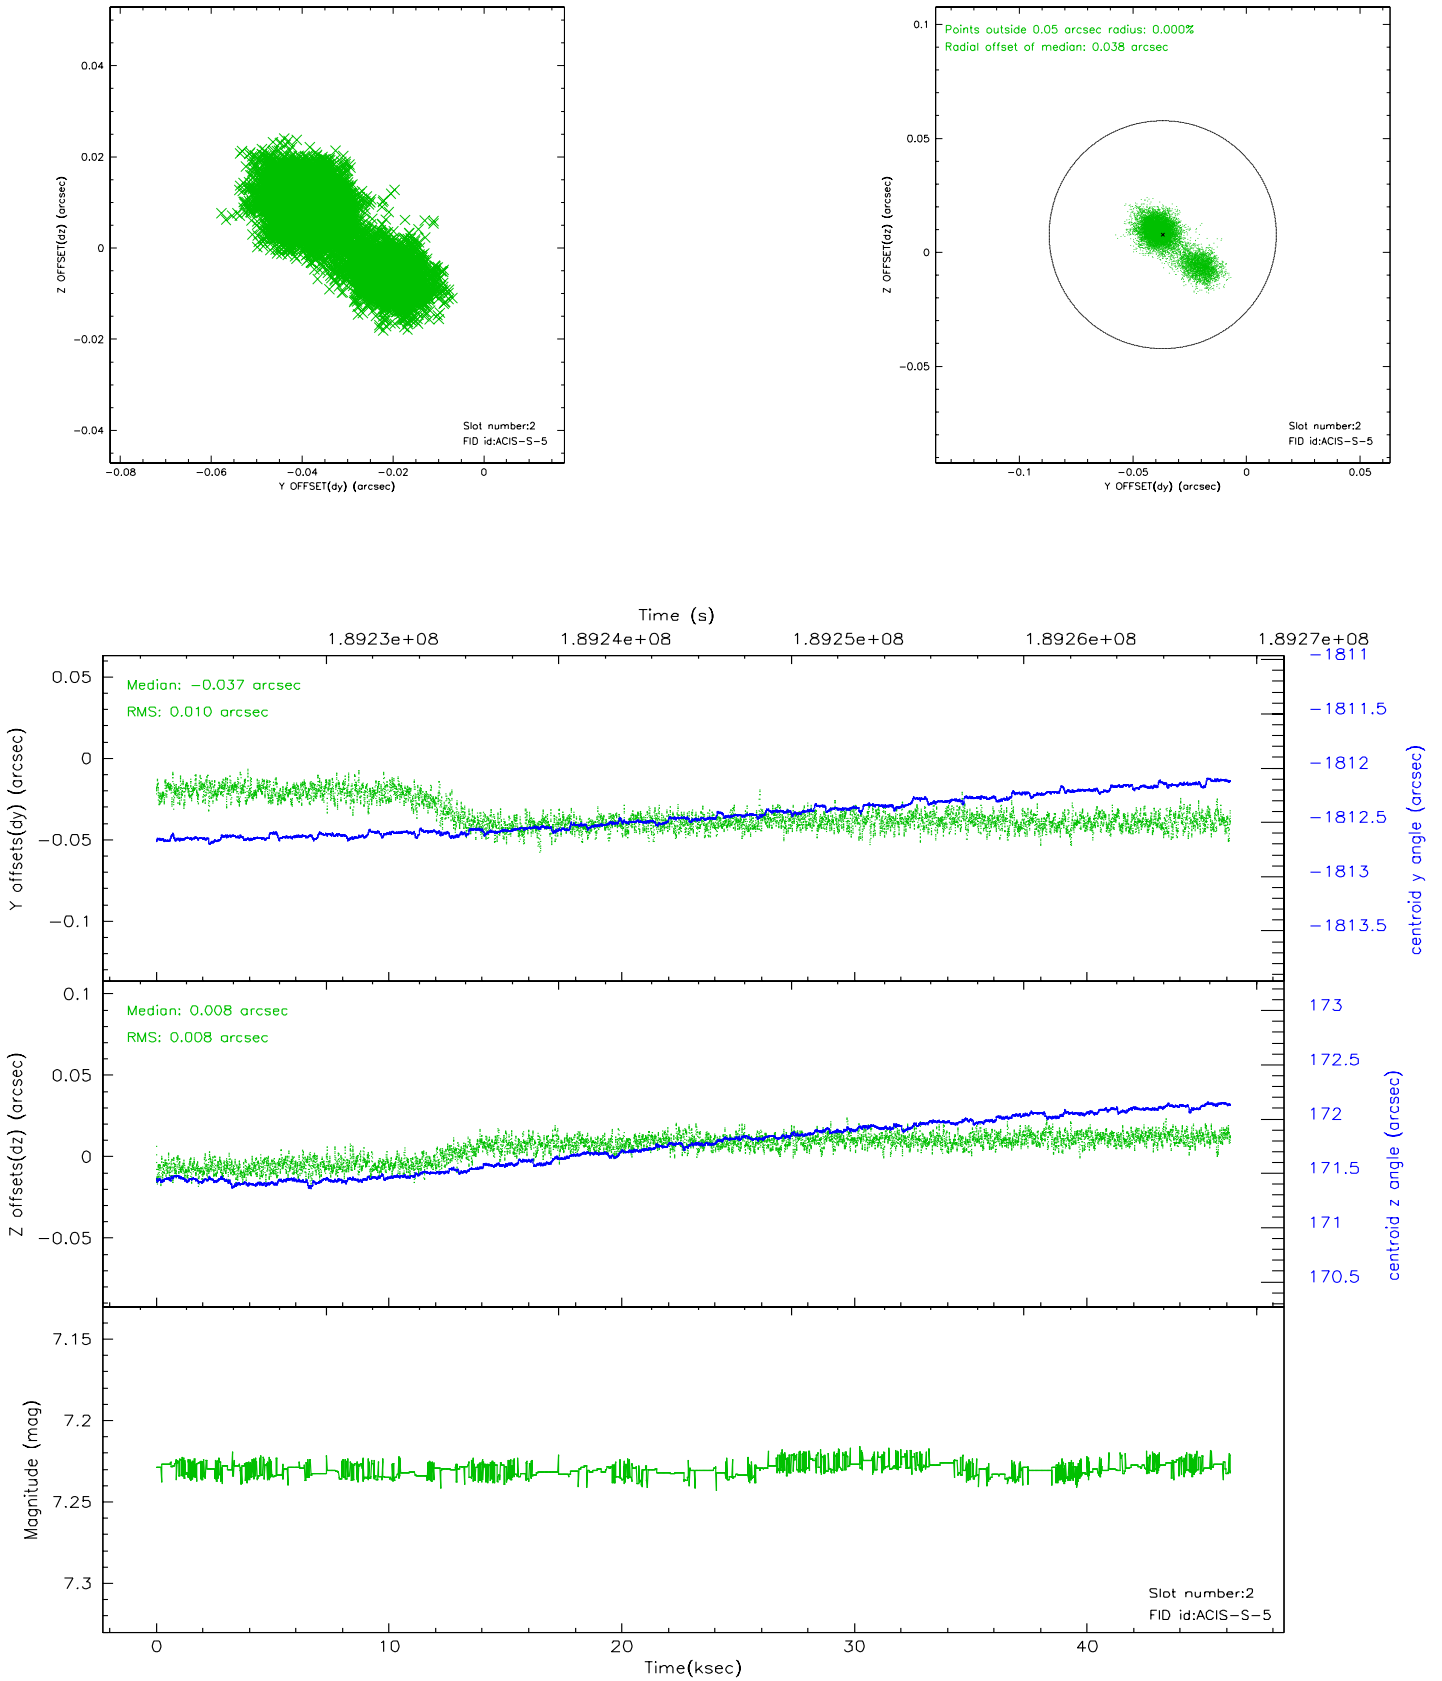 0.04
0.02
0
−0.02
−0.04
Z OFFSET(dz) (arcsec)
Slot number:2
FID id:ACIS−S−5
−0.08 −0.06 −0.04 −0.02 0
Y OFFSET(dy) (arcsec)
Points outside 0.05 arcsec radius: 0.000%
Radial offset of median: 0.038 arcsec
0.1
0.05
0
−0.05
Z OFFSET(dz) (arcsec)
Slot number:2
FID id:ACIS−S−5
−0.1 −0.05 0 0.05
Y OFFSET(dy) (arcsec)
Time (s)
1.8923e+08 1.8924e+08 1.8925e+08 1.8926e+08 1.8927e+08
Median: −0.037 arcsec
RMS: 0.010 arcsec
0.05
0
−0.05
−0.1
Y offsets(dy) (arcsec)
−1811
−1811.5
−1812
−1812.5
−1813
−1813.5
centroid y angle (arcsec)
Median: 0.008 arcsec
RMS: 0.008 arcsec
0.1
0.05
0
−0.05
Z offsets(dz) (arcsec)
173
172.5
172
171.5
171
170.5
centroid z angle (arcsec)
7.15
7.2
7.25
7.3
Magnitude (mag)
Slot number:2
FID id:ACIS−S−5
0 10 20 30 40
Time(ksec)